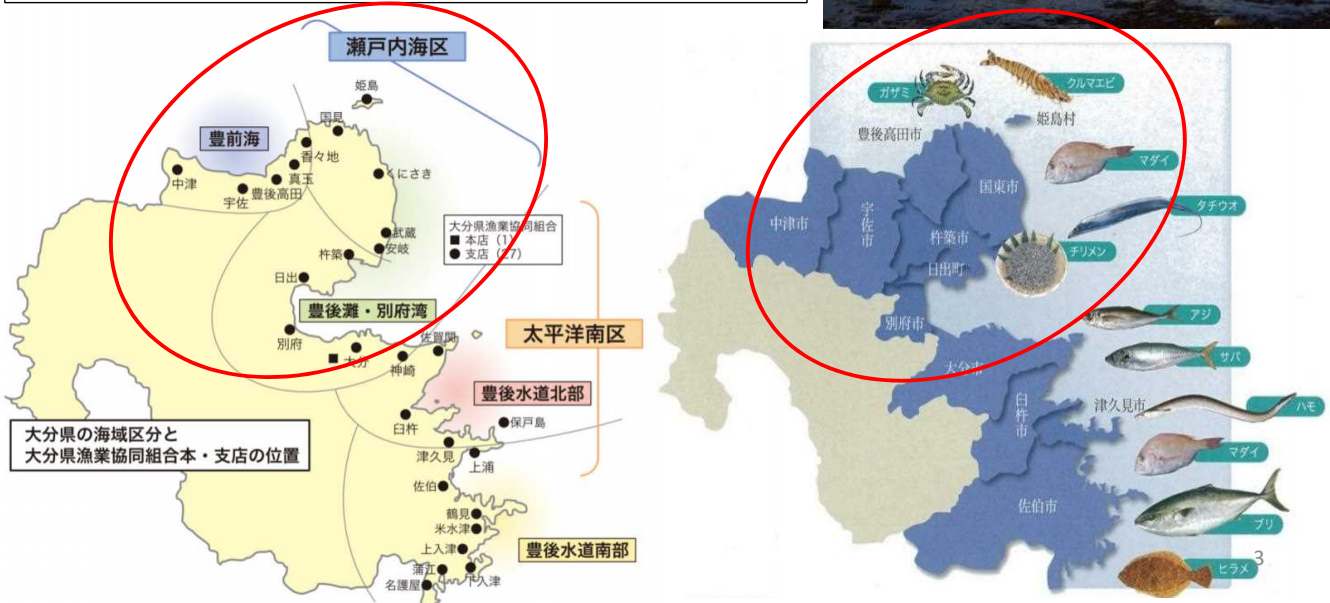 瀬戸内海区
姫島
国見
豊前海
香々地
中津
真玉
くにさき
豊後高田
宇佐
大分県漁業協同組合
■ 本店（1）
● 支店（27）
武蔵
安岐
杵築
日出
豊後灘・別府湾
太平洋南区
別府
佐賀関
大分
神崎
豊後水道北部
保戸島
臼杵
大分県の海域区分と
大分県漁業協同組合本・支店の位置
津久見
上浦
佐伯
鶴見
米水津
上入津
豊後水道南部
蒲江
下入津
名護屋
クルマエビ
ガザミ
姫島村
豊後高田市
マダイ
国東市
タチウオ
中津市
宇佐市
杵築市
チリメン
日出町
別府市
アジ
サバ
大分市
臼杵市
津久見市
ハモ
マダイ
佐伯市
ブリ
ヒラメ
3